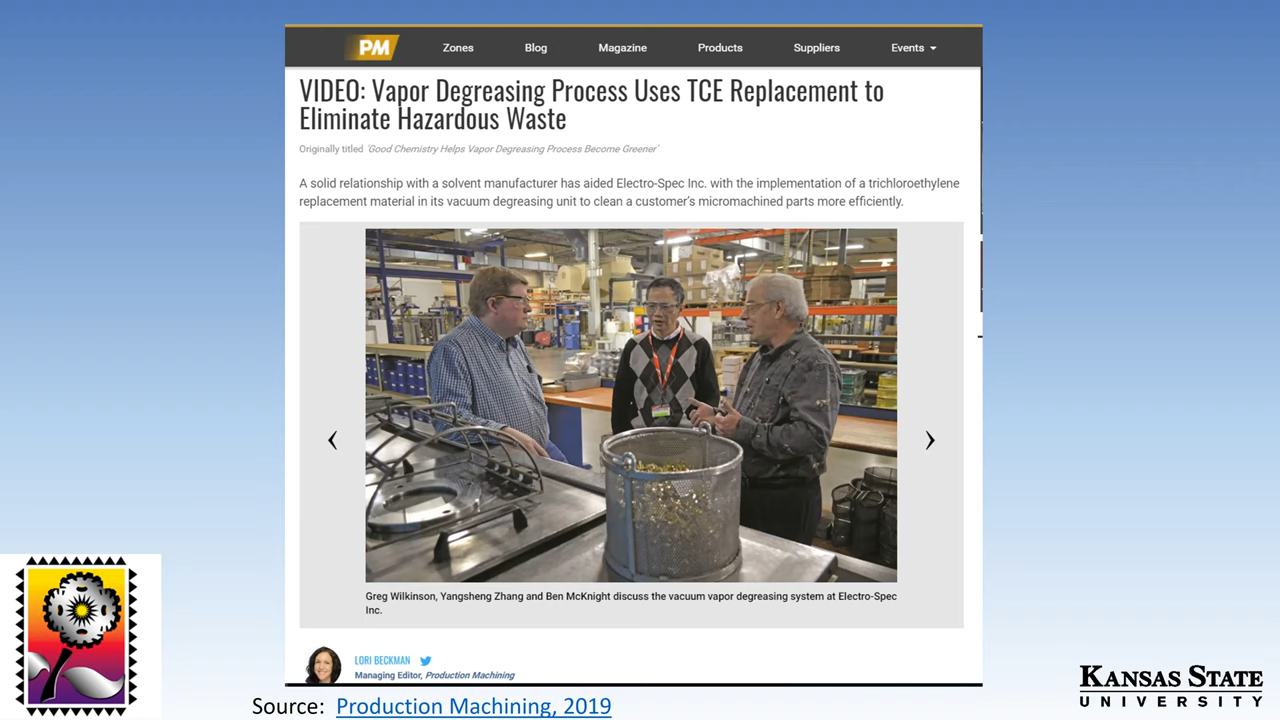 PM
Zones
Blog
Magazine
Products
Suppliers
Events
VIDEO: Vapor Degreasing Process Uses TCE Replacement to
Eliminate Hazardous Waste
Originally titled 'Good Chemistry Helps Vapor Degreasing Process Become Greener'
A solid relationship with a solvent manufacturer has aided Electro-Spec Inc. with the implementation of a trichloroethylene
replacement material in its vacuum degreasing unit to clean a customer's micromachined parts more efficiently.
Greg Wilkinson, Yangsheng Zhang and Ben McKnight discuss the vacuum vapor degreasing system at Electro-Spec
Inc.
LORI BECKMAN
Managing Editor, Production Machining
Source: Production Machining, 2019
KANSAS STATE
UNIVERSITY